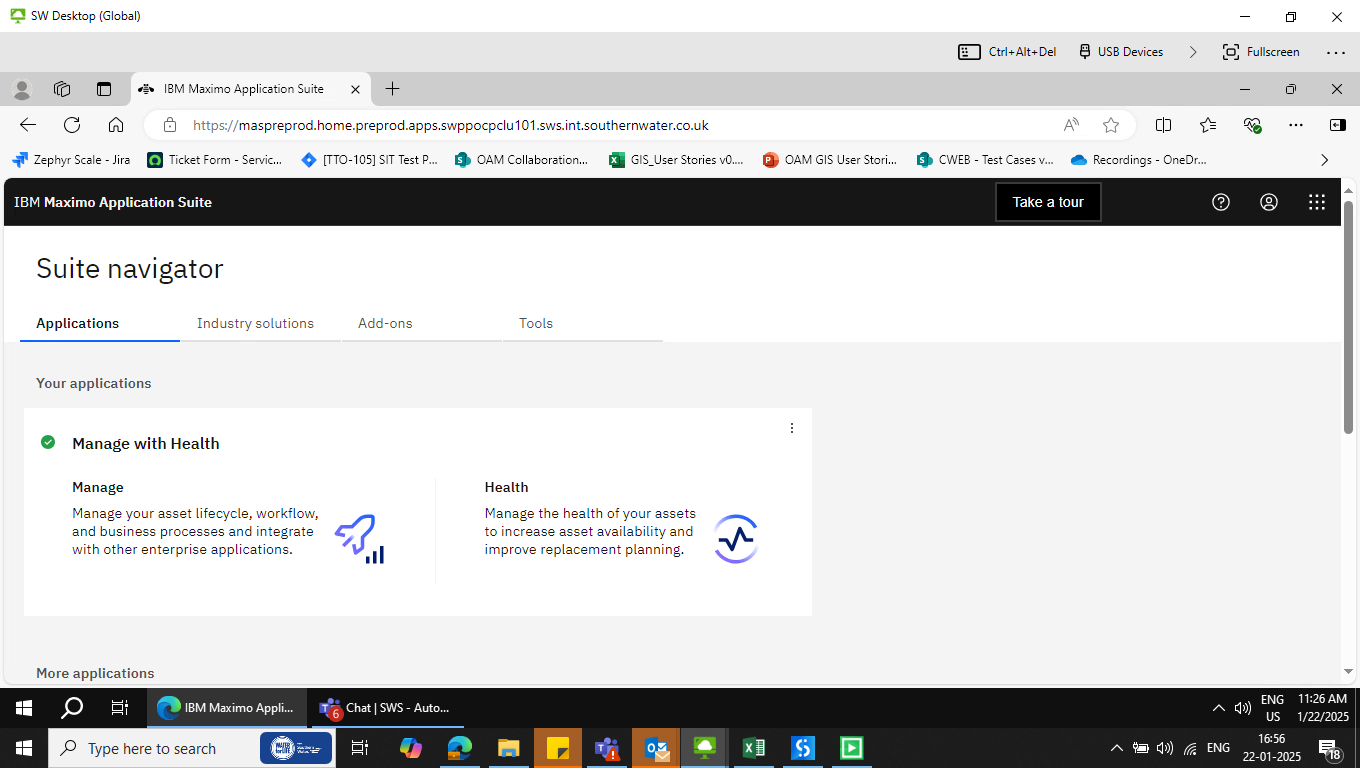 SW Desktop (Global)
Ctrl+Alt+Del
USB Devices
Fullscreen
IBM Maximo Application Suite
https://maspreprod.home.preprod.apps.swppocpclu101.sws.int.southernwater.co.uk
Zephyr Scale - Jira
Ticket Form - Servic...
[TTO-105] SIT Test P...
OAM Collaboration...
GIS_User Stories v0....
OAM GIS User Stori...
CWEB - Test Cases v...
Recordings - OneDr...
IBM Maximo Application Suite
Take a tour
Suite navigator
Applications
Industry solutions
Add-ons
Tools
Your applications
Manage with Health
Manage
Manage your asset lifecycle, workflow,
and business processes and integrate
with other enterprise applications.
Health
Manage the health of your assets
to increase asset availability and
improve replacement planning.
More applications
IBM Maximo Appli...
6
Chat | SWS - Auto...
ENG
US
11:26 AM
1/22/2025
Type here to search
ENG
16:56
22-01-2025
18